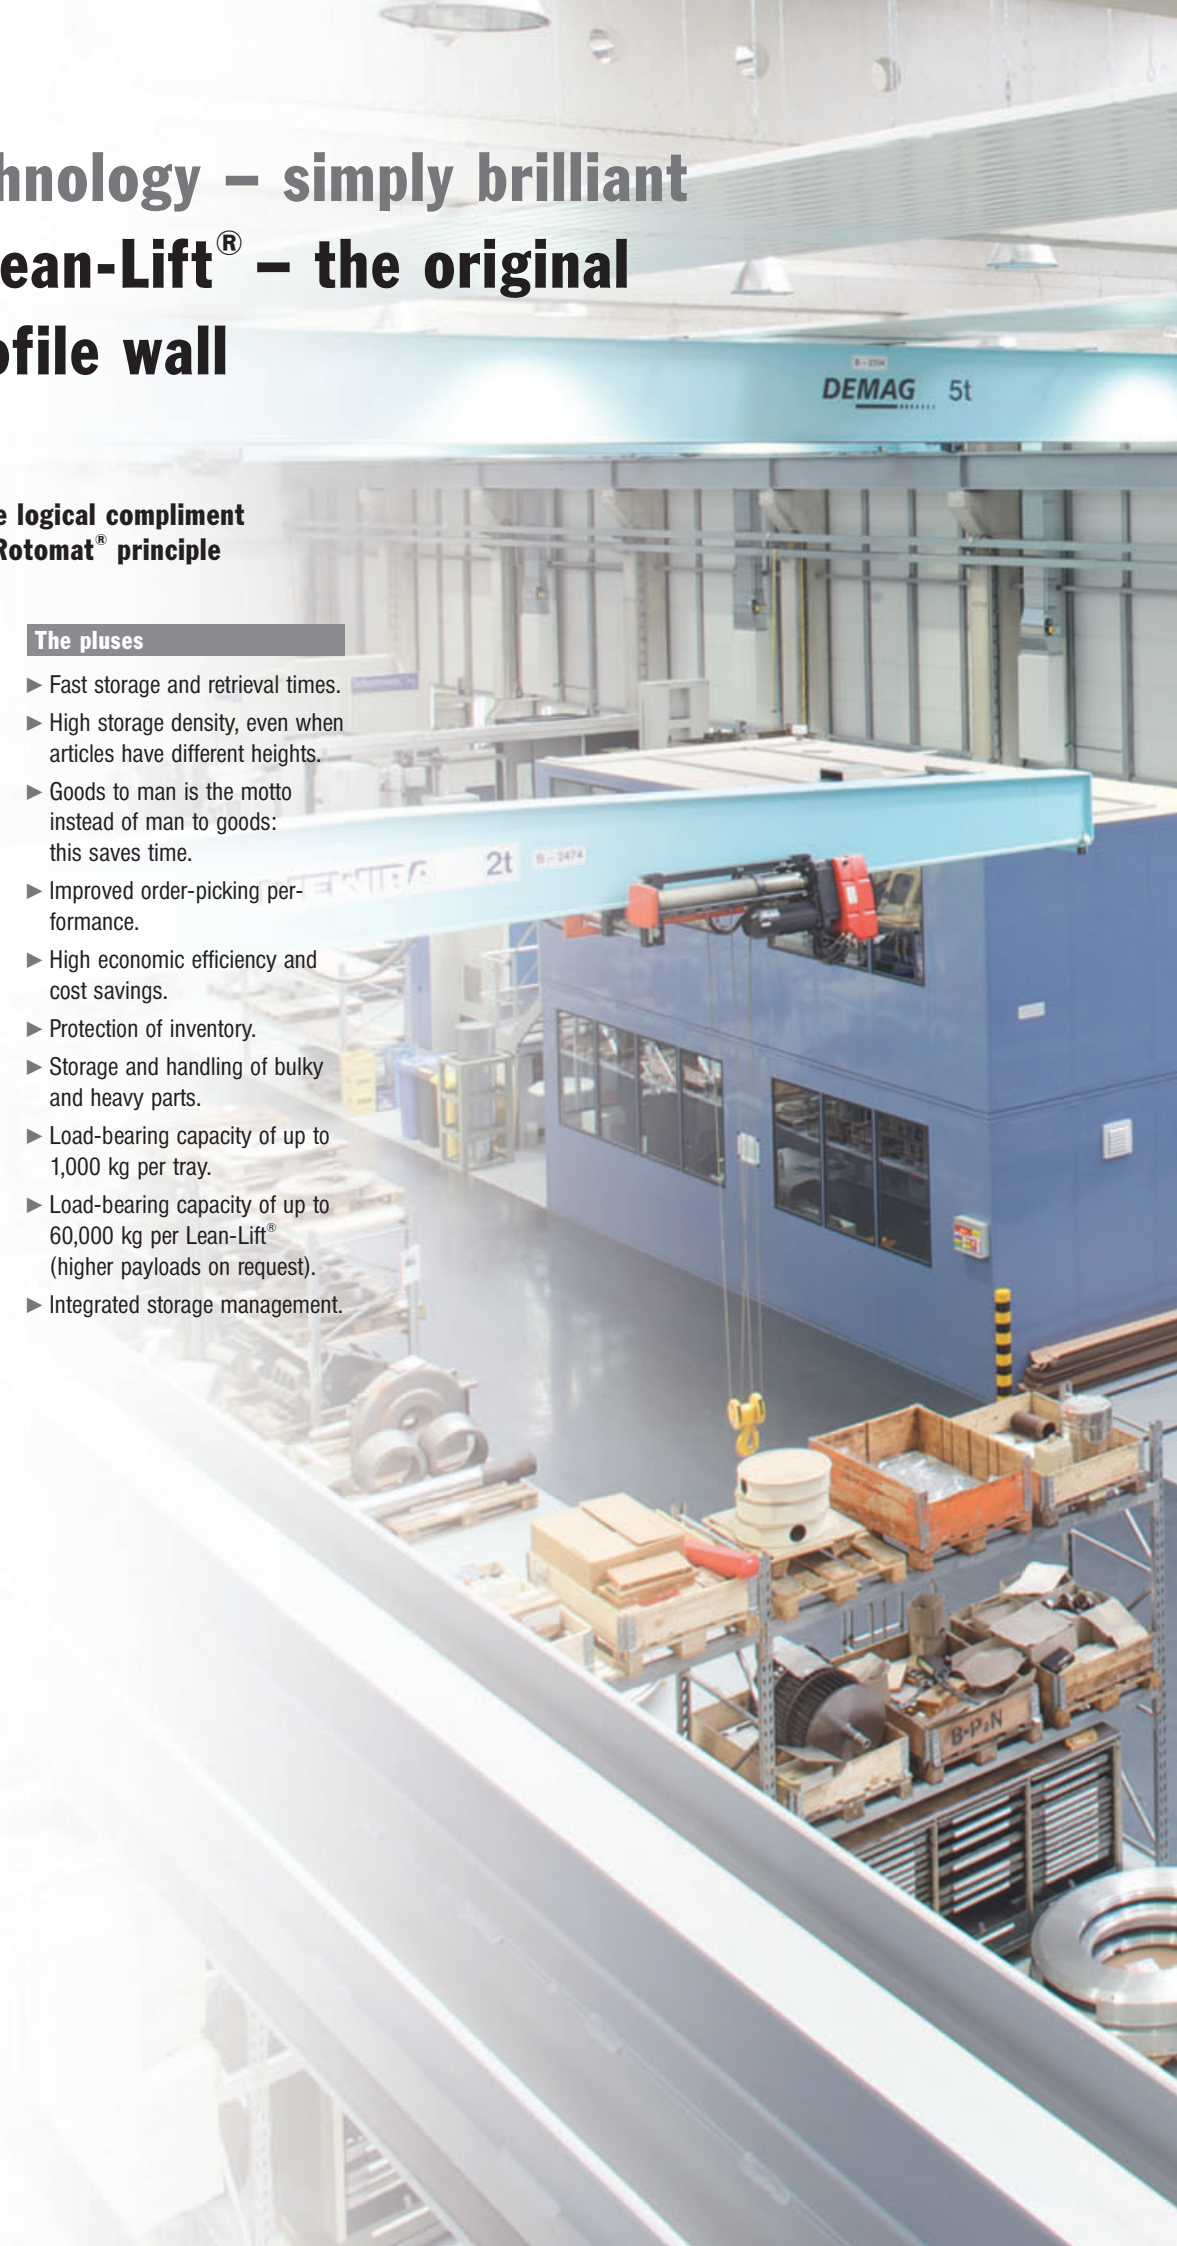 hnology – simply brilliant
ean-Lift® – the original
ofile wall
DEMAG 5t
e logical compliment
Rotomat® principle
The pluses
► Fast storage and retrieval times.
► High storage density, even when
articles have different heights.
► Goods to man is the motto
instead of man to goods:
this saves time.
2t B – 2474
► Improved order-picking per-
formance.
► High economic efficiency and
cost savings.
► Protection of inventory.
► Storage and handling of bulky
and heavy parts.
► Load-bearing capacity of up to
1,000 kg per tray.
► Load-bearing capacity of up to
60,000 kg per Lean-Lift®
(higher payloads on request).
► Integrated storage management.